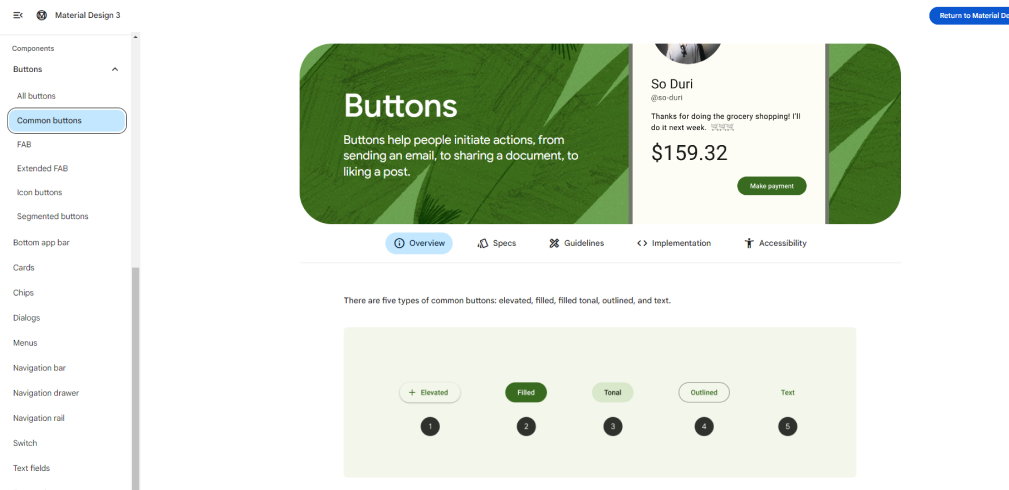 Material Design 3
Return to Material De
Components
Buttons
All buttons
Common buttons
FAB
Extended FAB
Icon buttons
Segmented buttons
Bottom app bar
Cards
Chips
Dialogs
Menus
Navigation bar
Navigation drawer
Navigation rail
Switch
Text fields
Buttons
Buttons help people initiate actions, from
sending an email, to sharing a document, to
liking a post.
So Duri
@so-duri
Thanks for doing the grocery shopping! I'll
do it next week.
$159.32
Make payment
Overview
Specs
Guidelines
Implementation
Accessibility
There are five types of common buttons: elevated, filled, filled tonal, outlined, and text.
+ Elevated
Filled
Tonal
Outlined
Text
1
2
3
4
5